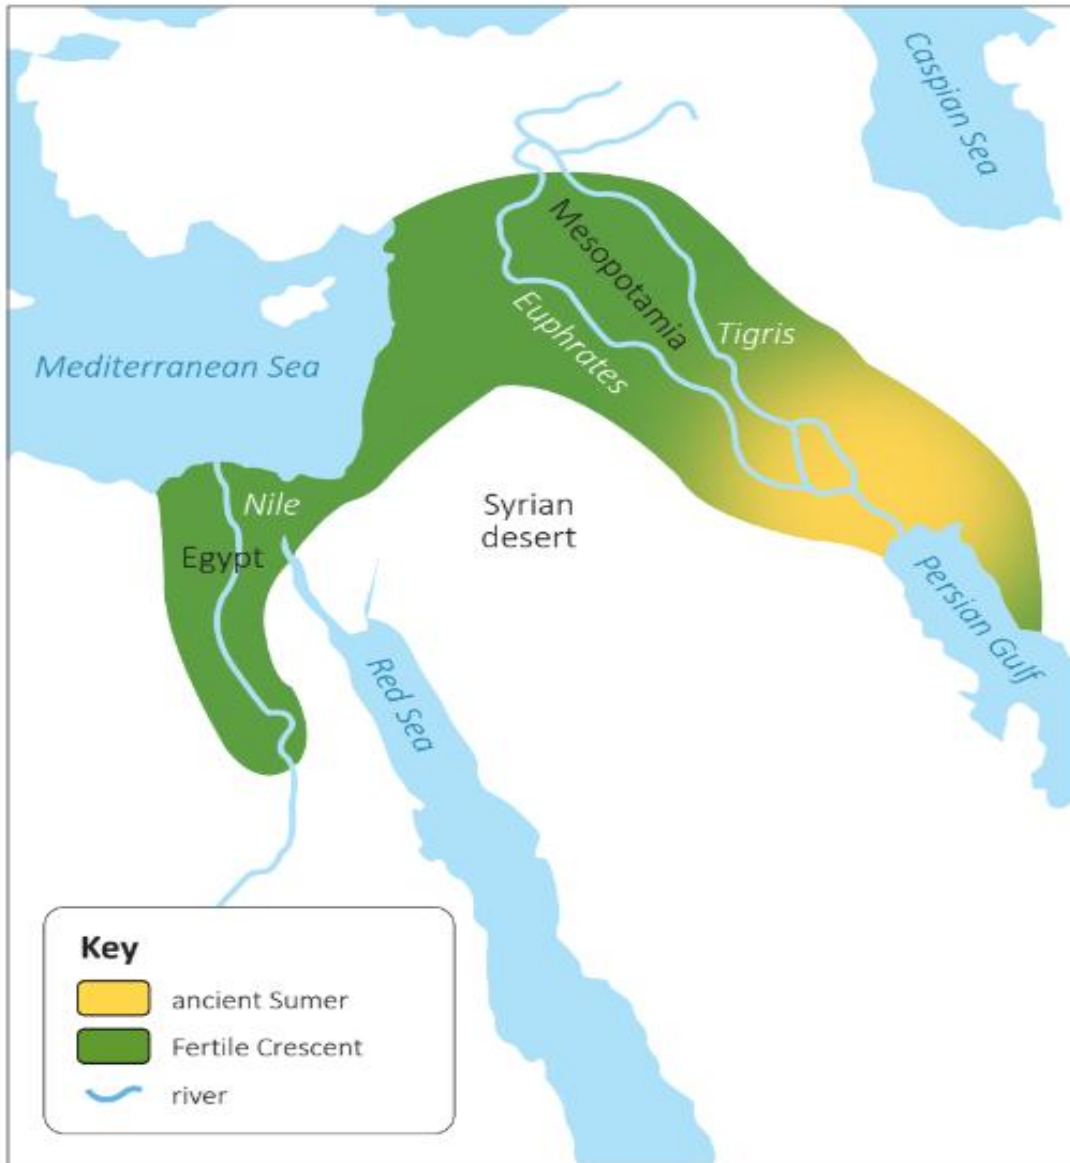 Caspian Sea
Mesopotamia
Euphrates
Tigris
Mediterranean Sea
Nile
Egypt
Syrian
desert
Persian Gulf
Red Sea
Key
ancient Sumer
Fertile Crescent
river